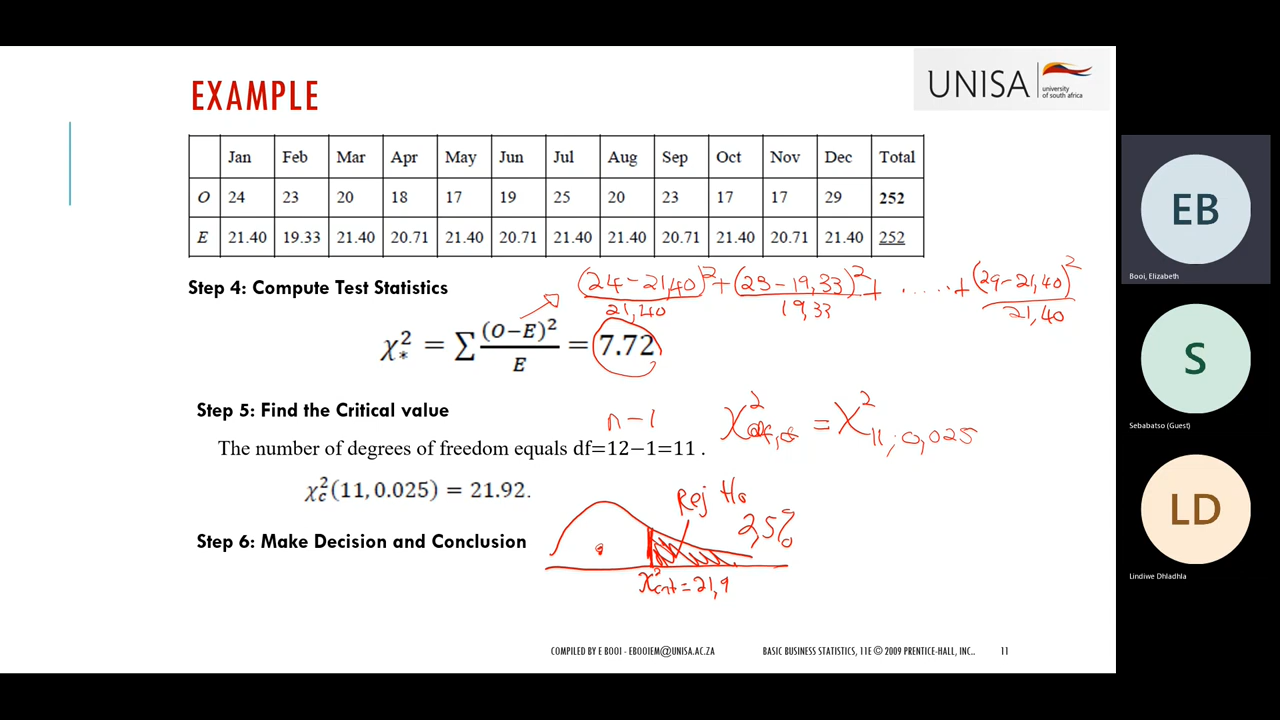 EXAMPLE
UNISA university of south africa
Jan Feb Mar Apr May Jun Jul Aug Sep Oct Nov Dec Total
O 24 23 20 18 17 19 25 20 23 17 17 29 252
E 21.40 19.33 21.40 20.71 21.40 20.71 21.40 21.40 20.71 21.40 20.71 21.40 252
Step 4: Compute Test Statistics
(24-21,40)²/21,40 + (23-19,33)²/19,33 + ...... + (29-21,40)²/21,40
χ²* = ∑ (O−E)²/E = 7.72
Step 5: Find the Critical value
n-1
χ²df,α = χ²11;0,025
The number of degrees of freedom equals df=12−1=11 .
χ²c(11, 0.025) = 21.92.
Rej Ho
2,5%
Step 6: Make Decision and Conclusion
χ²crit = 21,9
COMPILED BY E BOOI - EBOOIEM@UNISA.AC.ZA
BASIC BUSINESS STATISTICS, 11E © 2009 PRENTICE-HALL, INC..
11
EB
Booi, Elizabeth
S
Sebabatso (Guest)
LD
Lindiwe Dhladhla